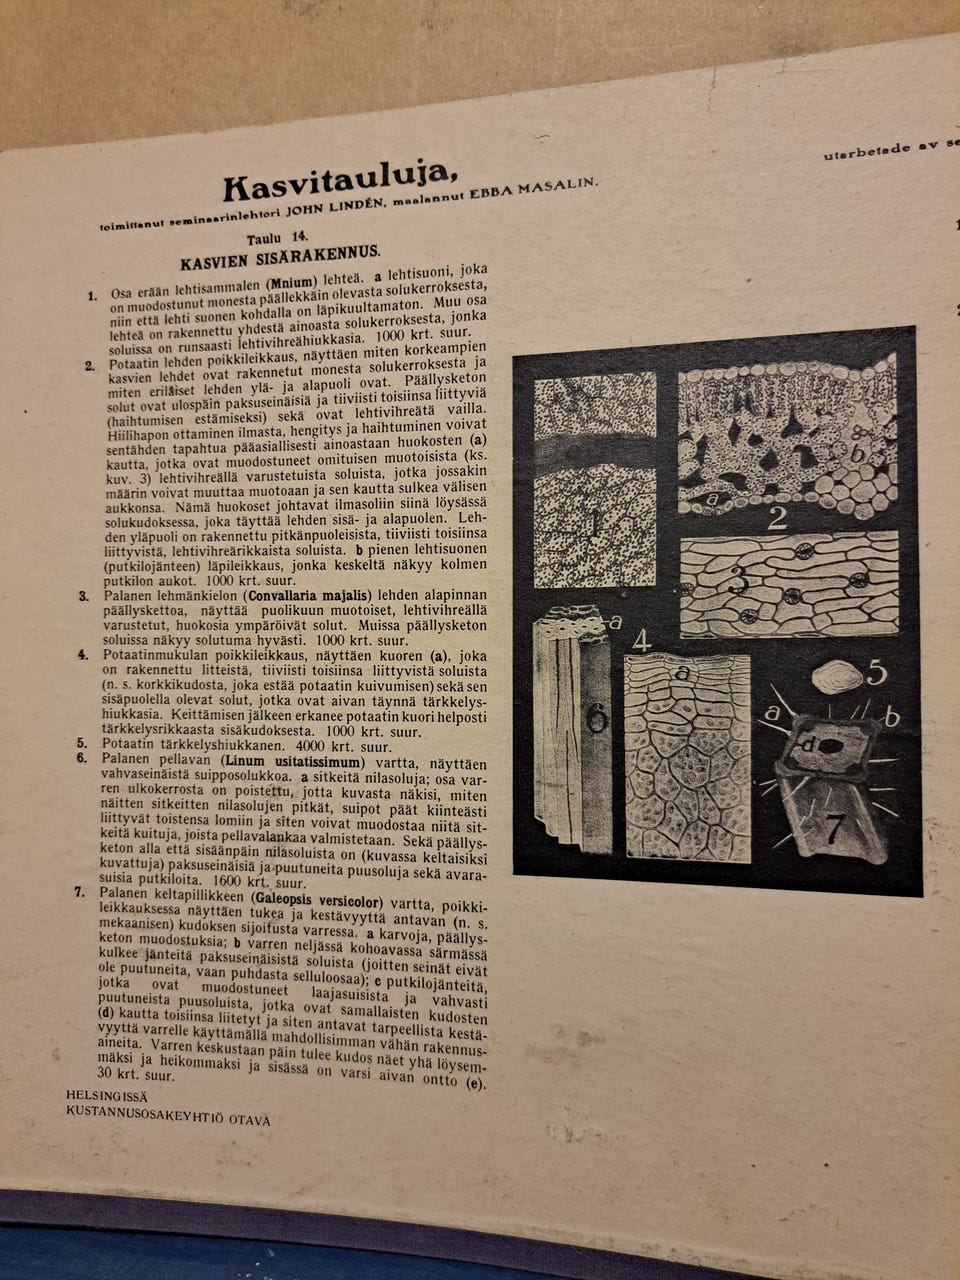 Kasvitauluja,
toimittanut seminaarinlehtori JOHN LINDÉN, maalannut EBBA MASALIN.
Taulu 14.
KASVIEN SISÄRAKENNUS.
1. Osa erään lehtisammalen (Mnium) lehteä. a lehtisuoni, joka
on muodostunut monesta päällekkäin olevasta solukerroksesta,
niin että lehti suonen kohdalla on läpikuultamaton. Muu osa
lehteä on rakennettu yhdestä ainoasta solukerroksesta, jonka
soluissa on runsaasti lehtivihreähiukkasia. 1000 krt. suur.
2. Potaatin lehden poikkileikkaus, näyttäen miten korkeampien
kasvien lehdet ovat rakennetut monesta solukerroksesta ja
miten erilaiset lehden ylä- ja alapuoli ovat. Päällysketon
solut ovat ulospäin paksuseinäisiä ja tiiviisti toisiinsa liittyviä
(haihtumisen estämiseksi) sekä ovat lehtivihreätä vailla.
Hiilihapon ottaminen ilmasta, hengitys ja haihtuminen voivat
sentähden tapahtua pääasiallisesti ainoastaan huokosten (a)
kautta, jotka ovat muodostuneet omituisen muotoisista (ks.
kuv. 3) lehtivihreällä varustetuista soluista, jotka jossakin
määrin voivat muuttaa muotoaan ja sen kautta sulkea välisen
aukkonsa. Nämä huokoset johtavat ilmasoliin siinä löysässä
solukudoksessa, joka täyttää lehden sisä- ja alapuolen. Leh-
den yläpuoli on rakennettu pitkänpuoleisista, tiiviisti toisiinsa
liittyvistä, lehtivihreärikkaista soluista. b pienen lehtisuonen
(putkilojänteen) läpileikkaus, jonka keskeltä näkyy kolmen
putkilon aukot. 1000 krt. suur.
3. Palanen lehmänkielon (Convallaria majalis) lehden alapinnan
päällyskettoa, näyttää puolikuun muotoiset, lehtivihreällä
varustetut, huokosia ympäröivät solut. Muissa päällysketon
soluissa näkyy solutuma hyvästi. 1000 krt. suur.
4. Potaatinmukulan poikkileikkaus, näyttäen kuoren (a), joka
on rakennettu litteistä, tiiviisti toisiinsa liittyvistä soluista
(n. s. korkkikudosta, joka estää potaatin kuivumisen) sekä sen
sisäpuolella olevat solut, jotka ovat aivan täynnä tärkkelys-
hiukkasia. Keittämisen jälkeen erkanee potaatin kuori helposti
tärkkelysrikkaasta sisäkudoksesta. 1000 krt. suur.
5. Potaatin tärkkelyshiukkanen. 4000 krt. suur.
6. Palanen pellavan (Linum usitatissimum) vartta, näyttäen
vahvaseinäistä suipposolukkoa. a sitkeitä nilasoluja; osa var-
ren ulkokerrosta on poistettu, jotta kuvasta näkisi, miten
näitten sitkeitten nilasolujen pitkät, suipot päät kiinteästi
liittyvät toistensa lomiin ja siten voivat muodostaa niitä sit-
keitä kuituja, joista pellavalankaa valmistetaan. Sekä päällys-
keton alla että sisäänpäin nilasoluista on (kuvassa keltaisiksi
kuvattuja) paksuseinäisiä ja puutuneita puusoluja sekä avara-
suisia putkiloita. 1600 krt. suur.
7. Palanen keltapillikkeen (Galeopsis versicolor) vartta, poikki-
leikkauksessa näyttäen tukea ja kestävyyttä antavan (n. s.
mekaanisen) kudoksen sijoitusta varressa. a karvoja, päällys-
keton muodostuksia; b varren neljässä kohoavassa särmässä
kulkee jänteitä paksuseinäisistä soluista (joitten seinät eivät
ole puutuneita, vaan puhdasta selluloosaa); c putkilojänteitä,
jotka ovat muodostuneet laajasuisista ja vahvasti
puutuneista puusoluista, jotka ovat samallaisten kudosten
(d) kautta toisiinsa liitetyt ja siten antavat tarpeellista kestä-
vyyttä varrelle käyttämällä mahdollisimman vähän rakennus-
aineita. Varren keskustaan päin tulee kudos näet yhä löysem-
mäksi ja heikommaksi ja sisässä on varsi aivan ontto (e).
30 krt. suur.
HELSINGISSÄ
KUSTANNUSOSAKEYHTIÖ OTAVA
utarbetade av se
1
2
a
b
3
4
a
5
6
a
a
b
d
7